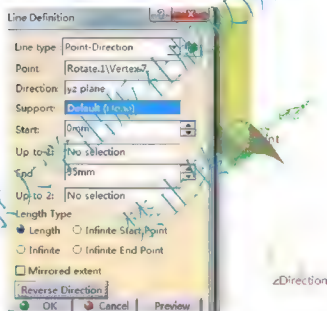 Line Definition
Line type: Point-Direction
Point: Rotate.1\Vertex.7
Direction: yz plane
Support: Default (None)
Start: 0mm
Up to 1: No selection
End:
Up to 2: No selection
Length Type
Length Infinite Start Point
Infinite Infinite End Point
Mirrored extent
Reverse Direction
OK Cancel Preview
Direction